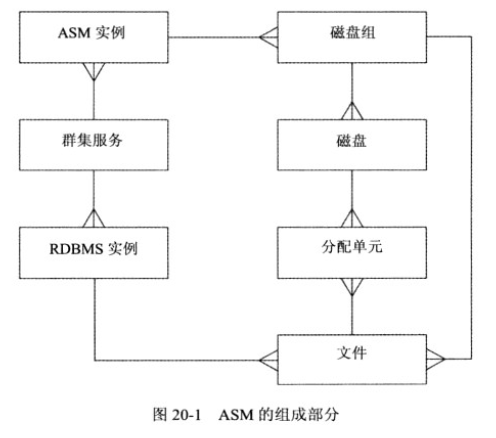 ASM 实例
磁盘组
群集服务
磁盘
RDBMS 实例
分配单元
文件
图 20-1 ASM 的组成部分